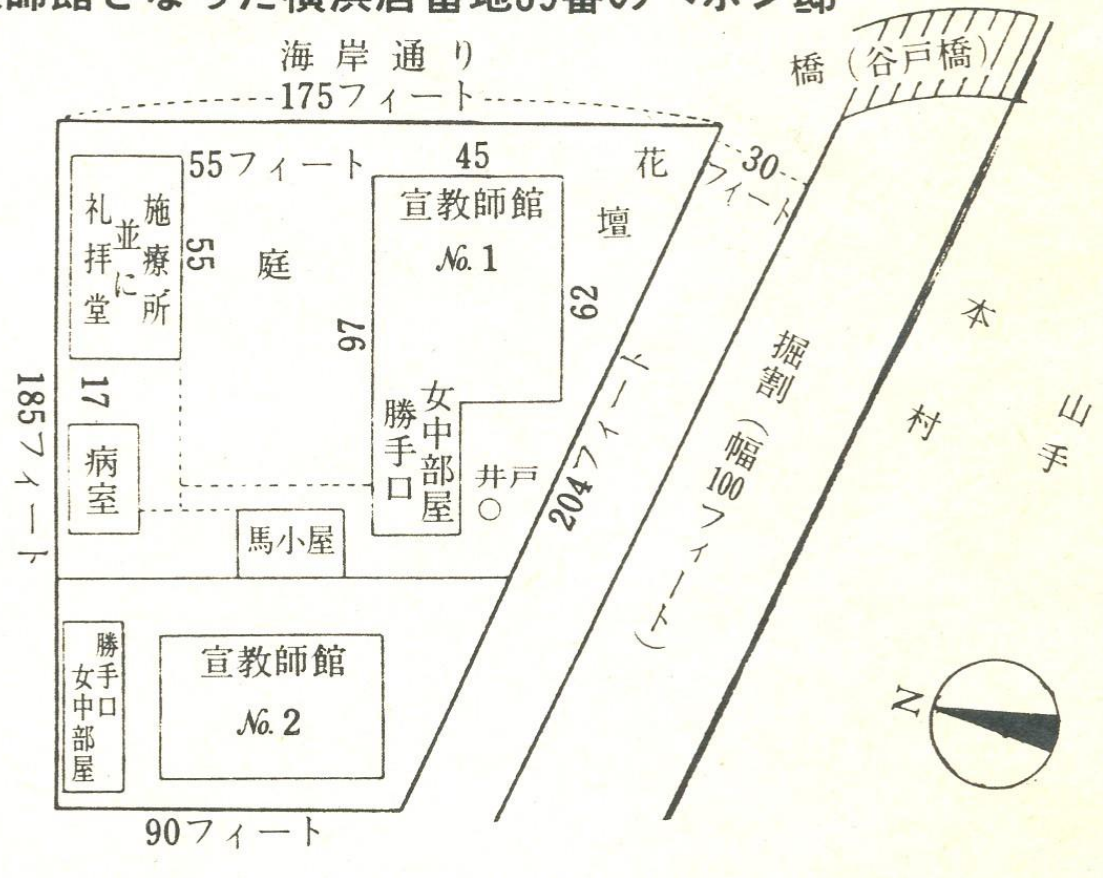 師館となった横浜居留地39番のヘボン邸
海岸通り
175フィート
橋(谷戸橋)
55フィート
45
花壇
30フィート
施療所
並に
礼拝堂
55
庭
宣教師館
No. 1
62
97
本村
山手
掘割(幅100フィート)
185フィート
17
女中部屋
勝手口
病室
井戸
204フィート
馬小屋
勝手口
女中部屋
宣教師館
No. 2
N
90フィート